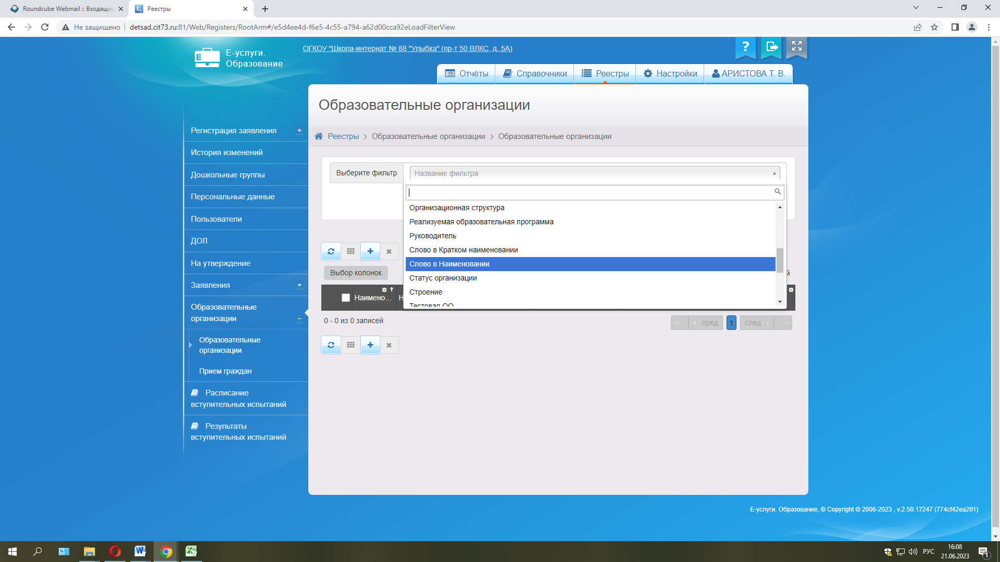 Roundcube Webmail :: Входящие
Реестры
Не защищено
detsad.cit73.ru:81/Web/Registers/RootArm#/e5d4ee4d-f6e5-4c55-a794-a62d00cca92eLoadFilterView
Е-услуги.
Образование
ОГКОУ "Школа-интернат № 88 "Улыбка" (пр-т 50 ВЛКС, д. 5А)
?
Отчёты
Справочники
Реестры
Настройки
АРИСТОВА Т. В.
Образовательные организации
Реестры > Образовательные организации > Образовательные организации
Регистрация заявления
История изменений
Дошкольные группы
Персональные данные
Пользователи
ДОЛ
На утверждение
Заявления
Образовательные
организации
Образовательные
организации
Прием граждан
Расписание
вступительных испытаний
Результаты
вступительных испытаний
Выберите фильтр
Название фильтра
Организационная структура
Реализуемая образовательная программа
Руководитель
Слово в Кратком наименовании
Слово в Наименовании
Статус организации
Строение
Тестовая ОО
Выбор колонок
й
Наимено...
Н
0 - 0 из 0 записей
пред
1
след
Е-услуги. Образование, © Copyright © 2006-2023 , v.2.50.17247 (774cf42ea201)
РУС
16:08
21.06.2023
1